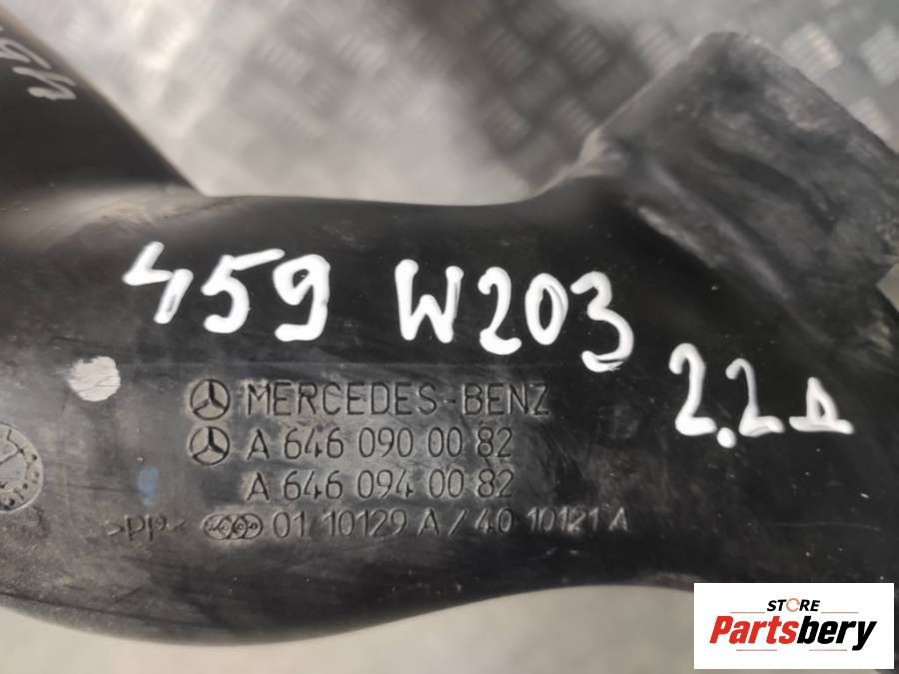 459 W203
2.2D
MERCEDES-BENZ
A 646 090 00 82
A 646 094 00 82
>pp< 01 10129 A / 40 10121 A
STORE
Partsbery